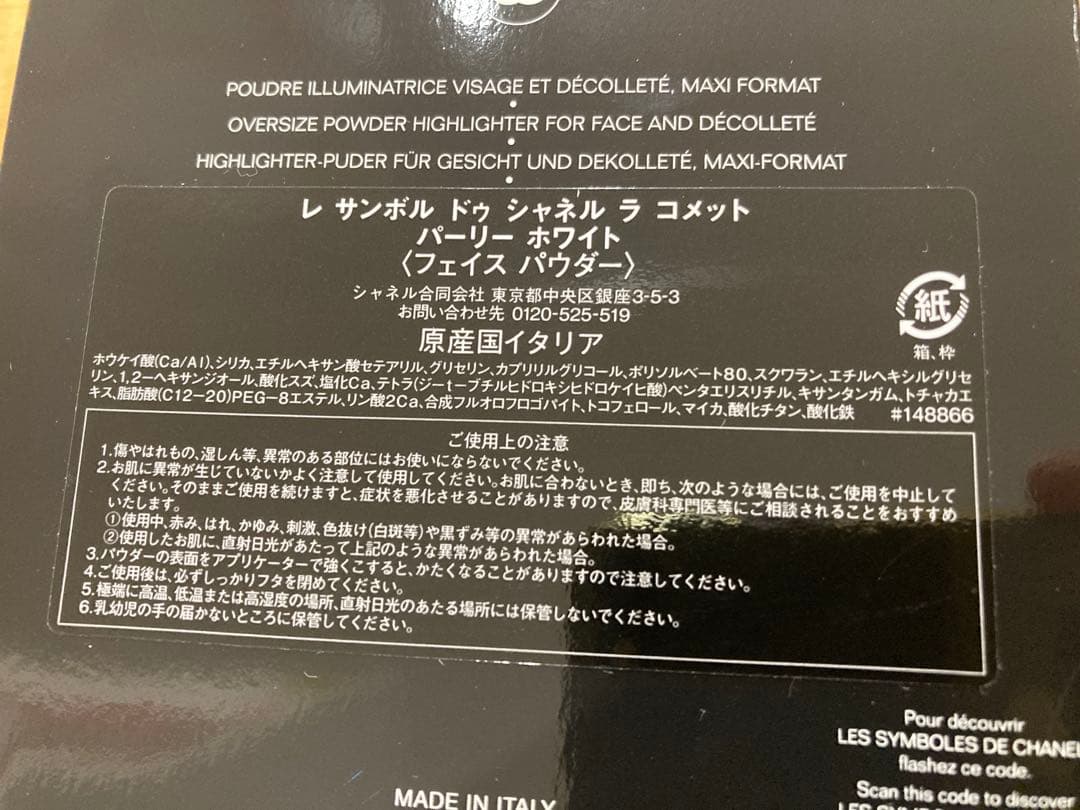 POUDRE ILLUMINATRICE VISAGE ET DÉCOLLETÉ, MAXI FORMAT
•
OVERSIZE POWDER HIGHLIGHTER FOR FACE AND DÉCOLLETÉ
•
HIGHLIGHTER-PUDER FÜR GESICHT UND DEKOLLETÉ, MAXI-FORMAT
•
レ サンボル ドゥ シャネル ラ コメット
パーリー ホワイト
〈フェイス パウダー〉
シャネル合同会社 東京都中央区銀座3-5-3
お問い合わせ先 0120-525-519
原産国イタリア
紙
箱、枠
ホウケイ酸(Ca/Al)、シリカ、エチルヘキサン酸セテアリル、グリセリン、カプリリルグリコール、ポリソルベート80、スクワラン、エチルヘキシルグリセ
リン、1,2-ヘキサンジオール、酸化スズ、塩化Ca、テトラ(ジ-t-ブチルヒドロキシヒドロケイヒ酸)ペンタエリスリチル、キサンタンガム、トチャカエ
キス、脂肪酸(C12-20)PEG-8エステル、リン酸2Ca、合成フルオロフロゴパイト、トコフェロール、マイカ、酸化チタン、酸化鉄 #148866
ご使用上の注意
1.傷やはれもの、湿しん等、異常のある部位にはお使いにならないでください。
2.お肌に異常が生じていないかよく注意して使用してください。お肌に合わないとき、即ち、次のような場合には、ご使用を中止して
ください。そのままご使用を続けますと、症状を悪化させることがありますので、皮膚科専門医等にご相談されることをおすすめ
いたします。
①使用中、赤み、はれ、かゆみ、刺激、色抜け(白斑等)や黒ずみ等の異常があらわれた場合。
②使用したお肌に、直射日光があたって上記のような異常があらわれた場合。
3.パウダーの表面をアプリケーターで強くこすると、かたくなることがありますので注意してください。
4.ご使用後は、必ずしっかりフタを閉めてください。
5.極端に高温、低温または高湿度の場所、直射日光のあたる場所には保管しないでください。
6.乳幼児の手の届かないところに保管してください。
Pour découvrir
LES SYMBOLES DE CHANEL
flashez ce code.
Scan this code to discover
LES SYMBOLES DE
MADE IN ITALY